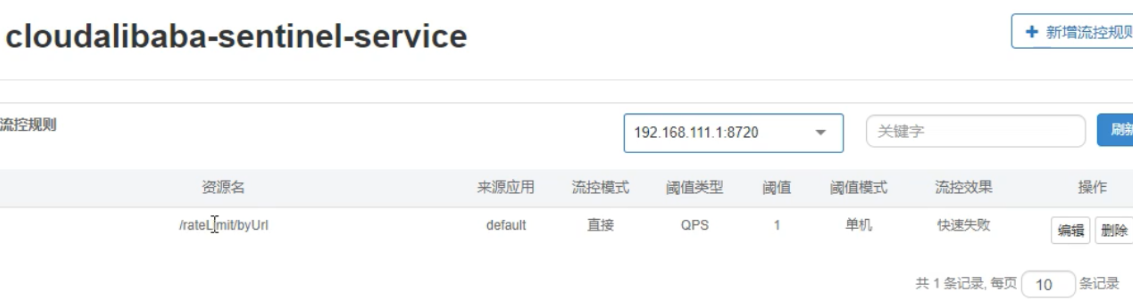 cloudalibaba-sentinel-service
+ 新增流控规则
流控规则
192.168.111.1:8720
关键字
刷新
资源名 来源应用 流控模式 阈值类型 阈值 阈值模式 流控效果 操作
/rateLimit/byUrl default 直接 QPS 1 单机 快速失败 编辑 删除
共 1 条记录, 每页 10 条记录